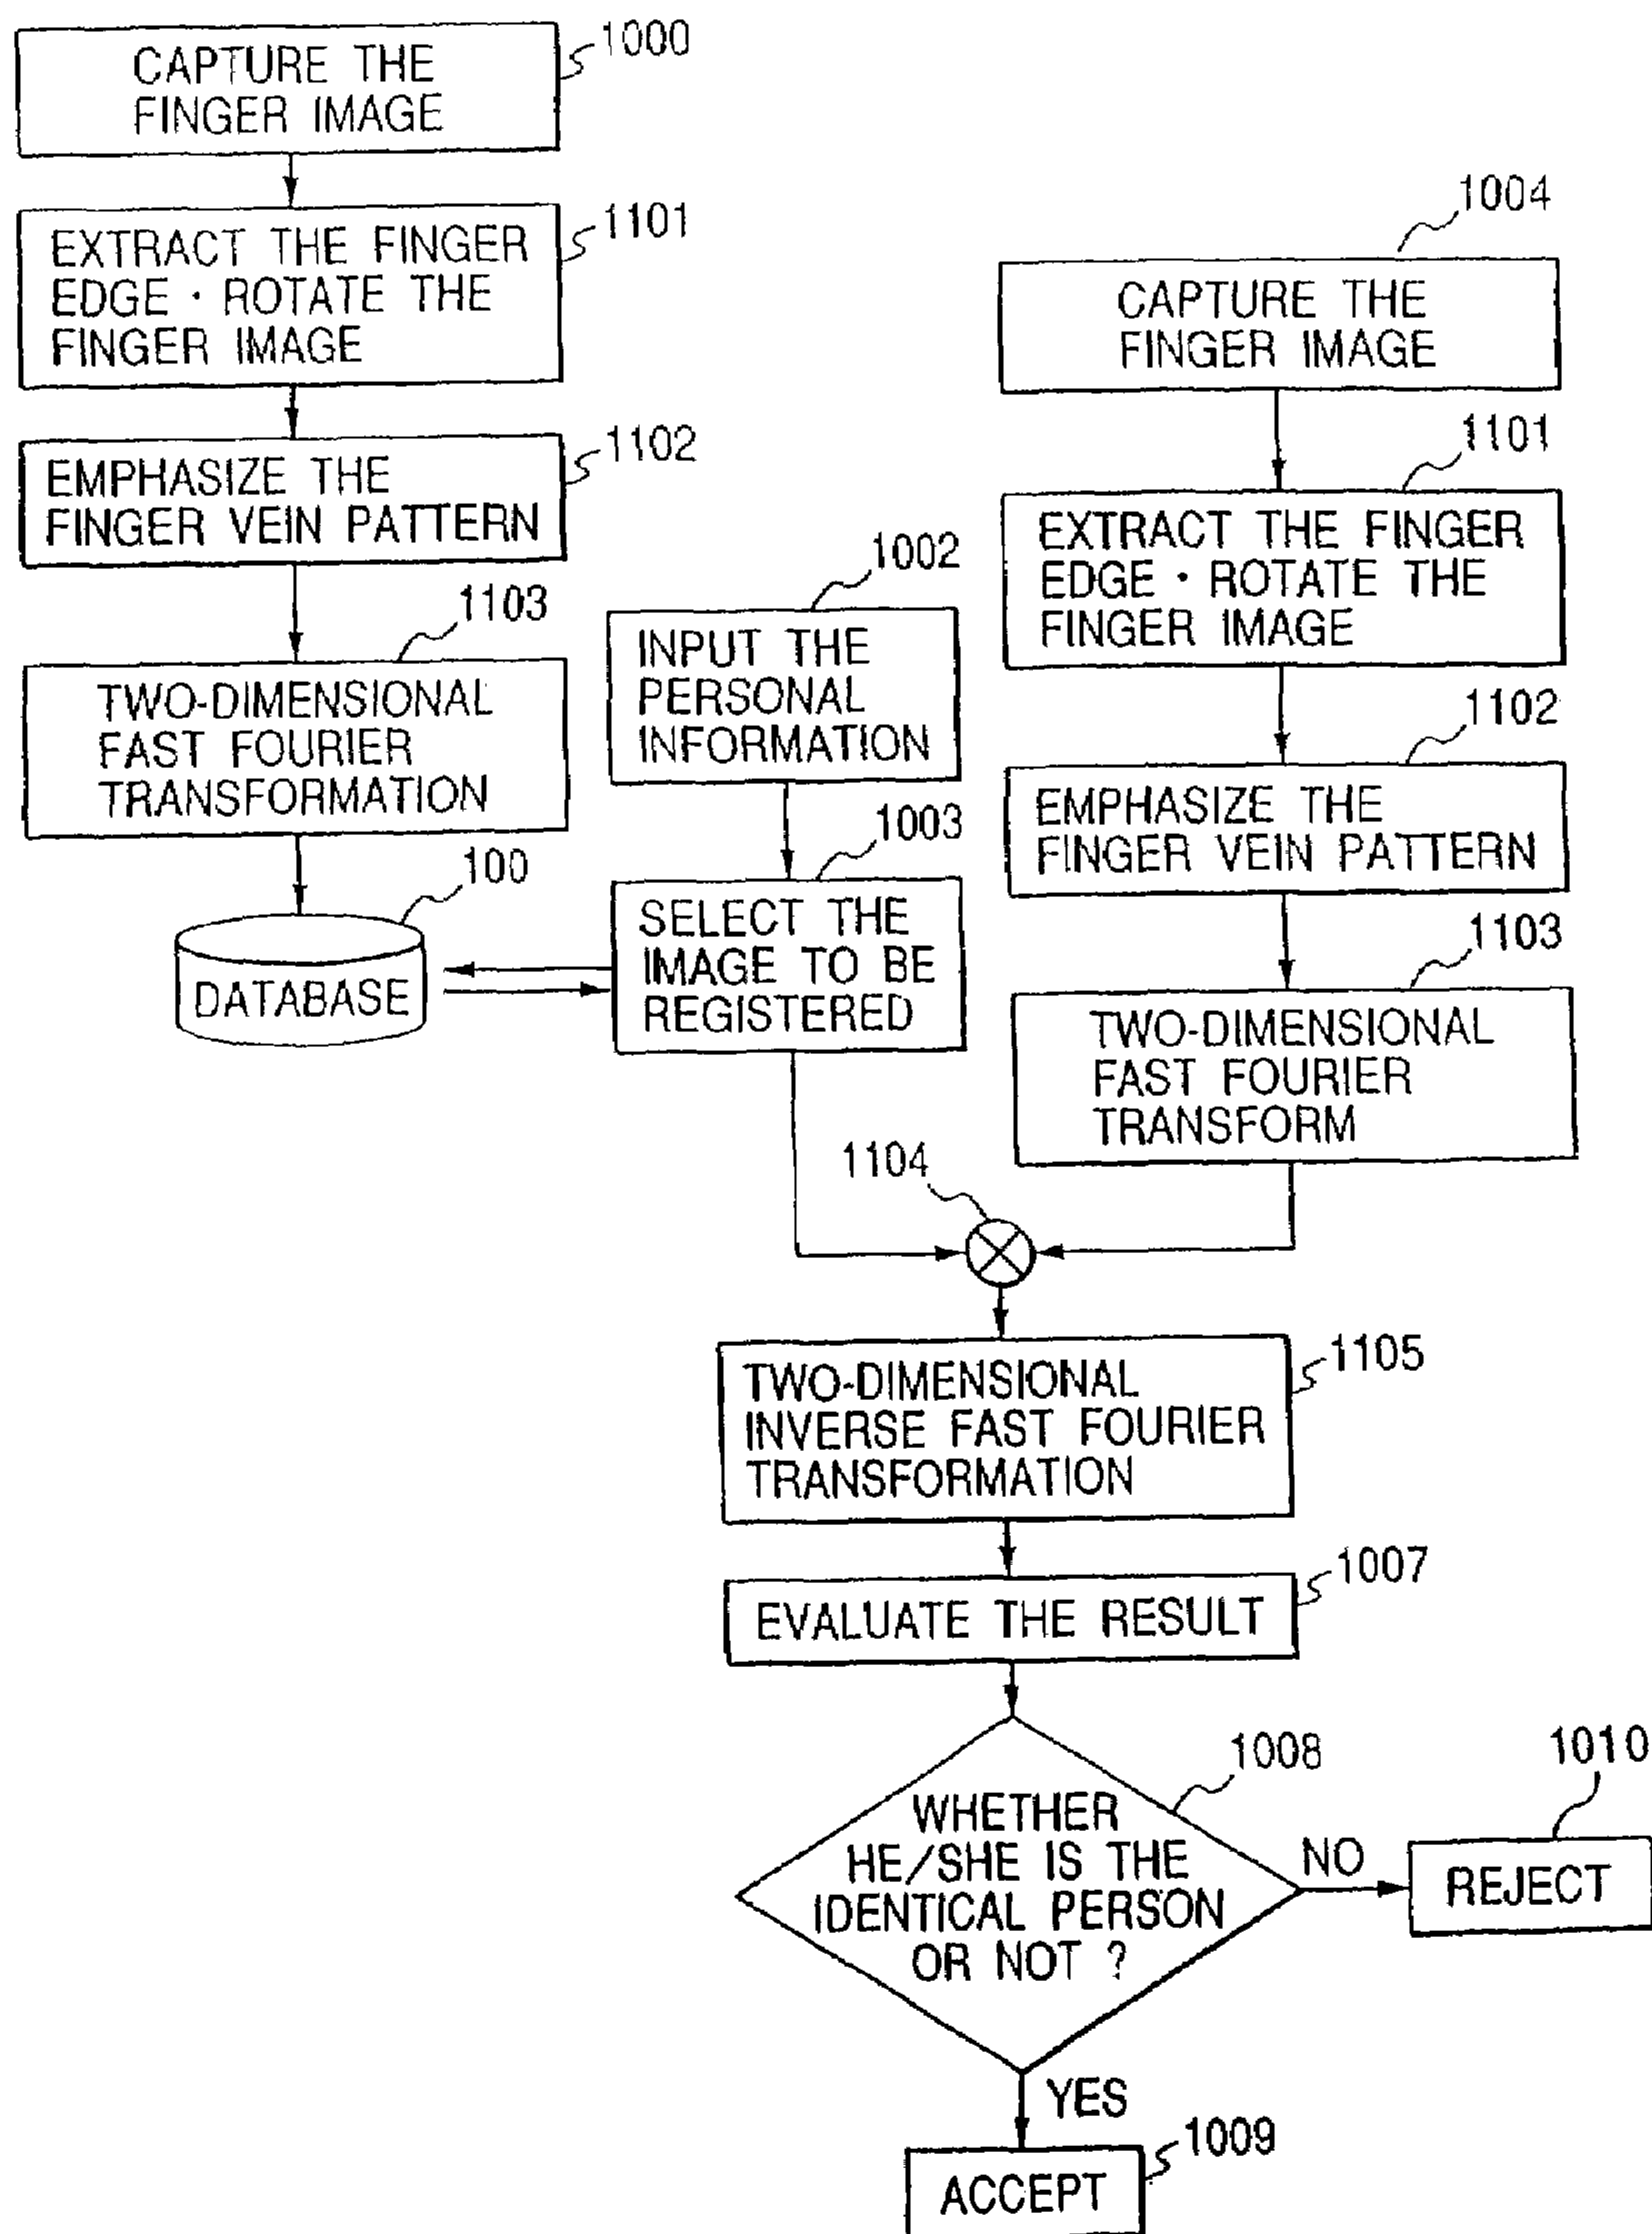 1000
CAPTURE THE
FINGER IMAGE
1101
EXTRACT THE FINGER
EDGE · ROTATE THE
FINGER IMAGE
1102
EMPHASIZE THE
FINGER VEIN PATTERN
1103
TWO-DIMENSIONAL
FAST FOURIER
TRANSFORMATION
100
DATABASE
1002
INPUT THE
PERSONAL
INFORMATION
1003
SELECT THE
IMAGE TO BE
REGISTERED
1004
CAPTURE THE
FINGER IMAGE
1101
EXTRACT THE FINGER
EDGE · ROTATE THE
FINGER IMAGE
1102
EMPHASIZE THE
FINGER VEIN PATTERN
1103
TWO-DIMENSIONAL
FAST FOURIER
TRANSFORM
1104
1105
TWO-DIMENSIONAL
INVERSE FAST FOURIER
TRANSFORMATION
1007
EVALUATE THE RESULT
1008
WHETHER
HE/SHE IS THE
IDENTICAL PERSON
OR NOT ?
NO
1010
REJECT
YES
1009
ACCEPT